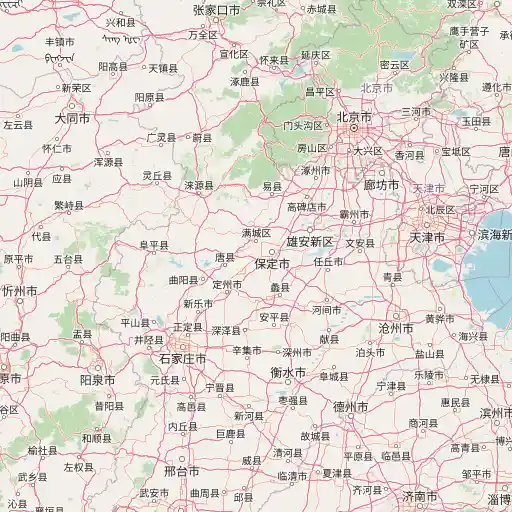 张家口市
崇礼区
赤城县
双滦区
兴和县
鹰手营子
矿区
丰镇市
万全区
宣化区
怀来县
延庆区
阳高县
天镇县
密云区
兴隆县
新荣区
涿鹿县
昌平区
北京市
遵化市
阳原县
大同市
三河市
左云县
北京市
玉田县
门头沟区
广灵县
蔚县
怀仁市
房山区
大兴区
香河县
宝坻区
浑源县
涿州市
山阴县
应县
灵丘县
涞源县
易县
廊坊市
天津市
宁河区
繁峙县
高碑店市
霸州市
北辰区
代县
满城区
雄安新区
天津市
滨海新
阜平县
文安县
原平市
五台县
唐县
保定市
任丘市
曲阳县
定州市
青县
忻州市
蠡县
新乐市
河间市
安平县
沧州市
黄骅市
平山县
正定县
深泽县
阳曲县
盂县
井陉县
献县
海兴县
石家庄市
辛集市
深州市
泊头市
盐山县
原市
阳泉市
元氏县
衡水市
阜城县
乐陵市
无棣县
宁晋县
宁津县
谷区
昔阳县
高邑县
枣强县
德州市
惠民县
滨州市
新河县
商河县
和顺县
内丘县
巨鹿县
故城县
榆社县
清河县
高青县
博兴
左权县
邢台市
威县
平原县
临邑县
武乡县
临清市
夏津县
邹平市
沁县
武安市
曲周县
邱县
齐河县
济南市
淄博
襄垣县